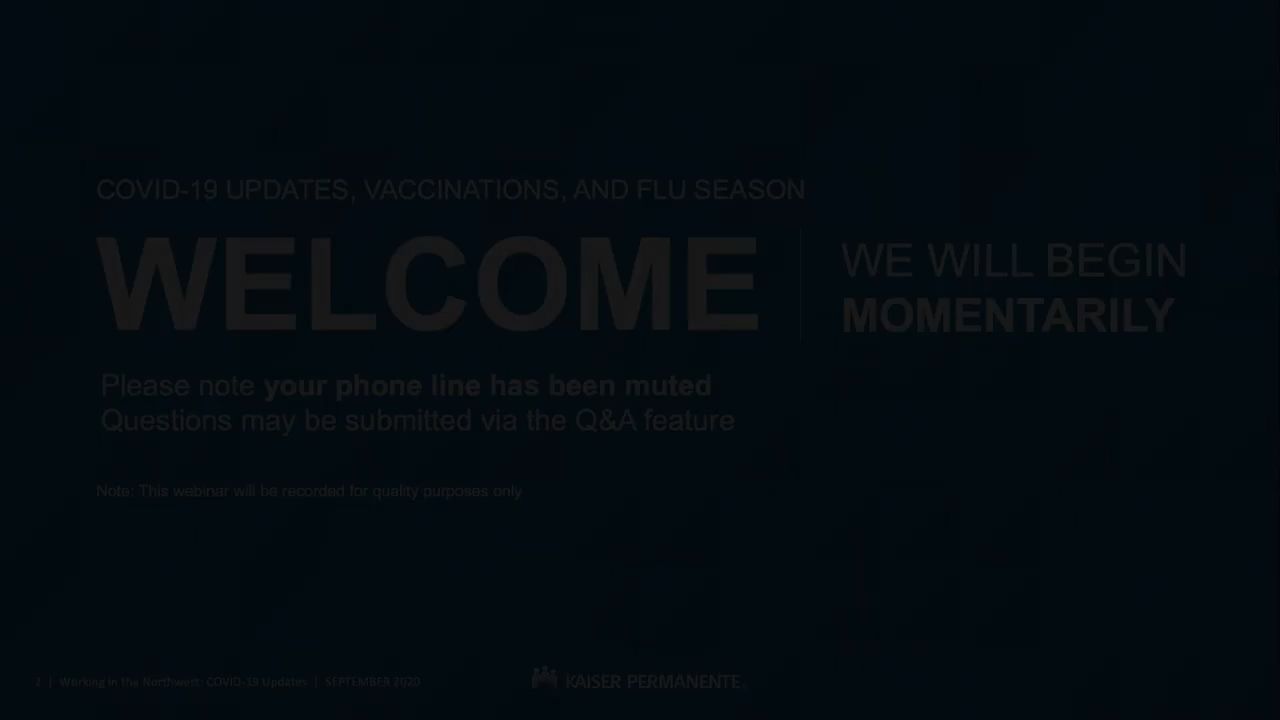 COVID-19 UPDATES, VACCINATIONS, AND FLU SEASON
WELCOME
WE WILL BEGIN
MOMENTARILY
Please note your phone line has been muted
Questions may be submitted via the Q&A feature
Note: This webinar will be recorded for quality purposes only
2 | Working in the Northwest: COVID-19 Updates | SEPTEMBER 2020
KAISER PERMANENTE.